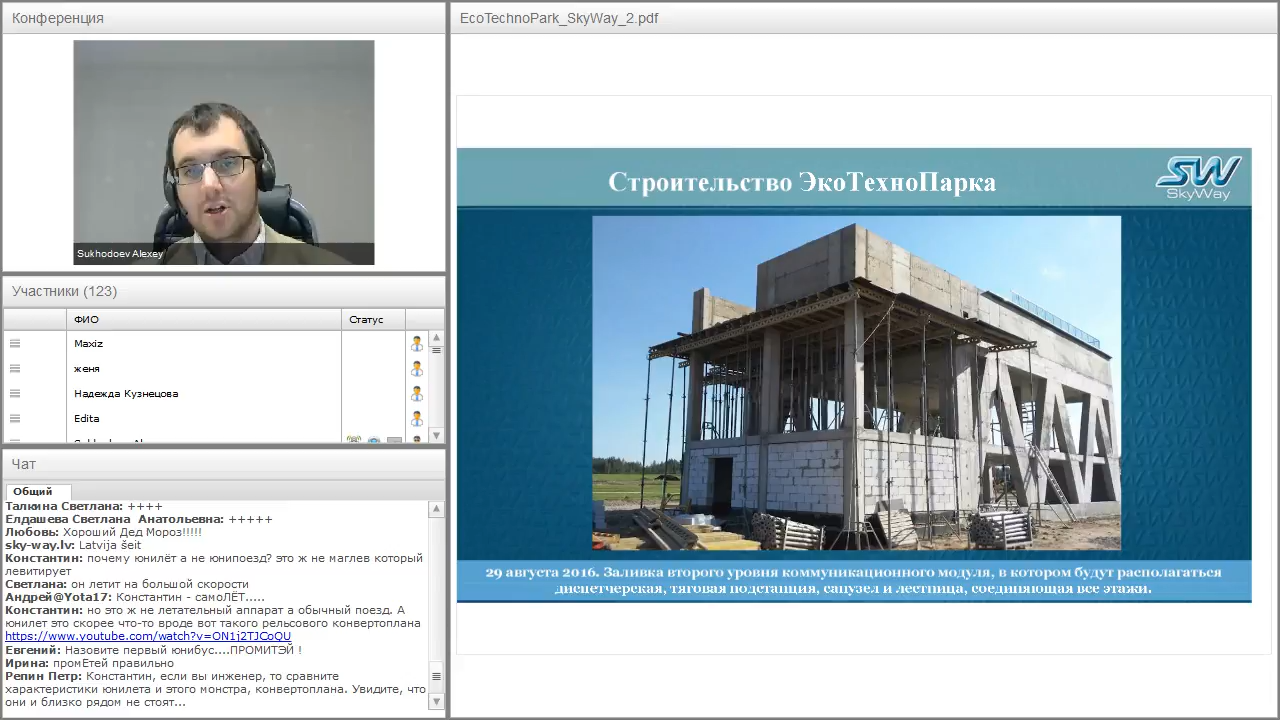 Конференция
Sukhodoev Alexey
Участники (123)
ФИО
Статус
Maxiz
женя
Надежда Кузнецова
Edita
Чат
Общий
Талкина Светлана: ++++
Елдашева Светлана Анатольевна: +++++
Любовь: Хороший Дед Мороз!!!!!
sky-way.lv: Latvija šeit
Константин: почему юнилёт а не юнипоезд? это ж не маглев который
левитирует
Светлана: он летит на большой скорости
Андрей@Yota17: Константин - самоЛЁТ.....
Константин: но это ж не летательный аппарат а обычный поезд. А
юнилет это скорее что-то вроде вот такого рельсового конвертоплана
https://www.youtube.com/watch?v=ON1j2TJCoQU
Евгений: Назовите первый юнибус....ПРОМИТЭЙ !
Ирина: промЕтей правильно
Репин Петр: Константин, если вы инженер, то сравните
характеристики юнилета и этого монстра, конвертоплана. Увидите, что
они и близко рядом не стоят...
EcoTechnoPark_SkyWay_2.pdf
Строительство ЭкоТехноПарка
SW
SkyWay
29 августа 2016. Заливка второго уровня коммуникационного модуля, в котором будут располагаться
диспетчерская, тяговая подстанция, санузел и лестница, соединяющая все этажи.